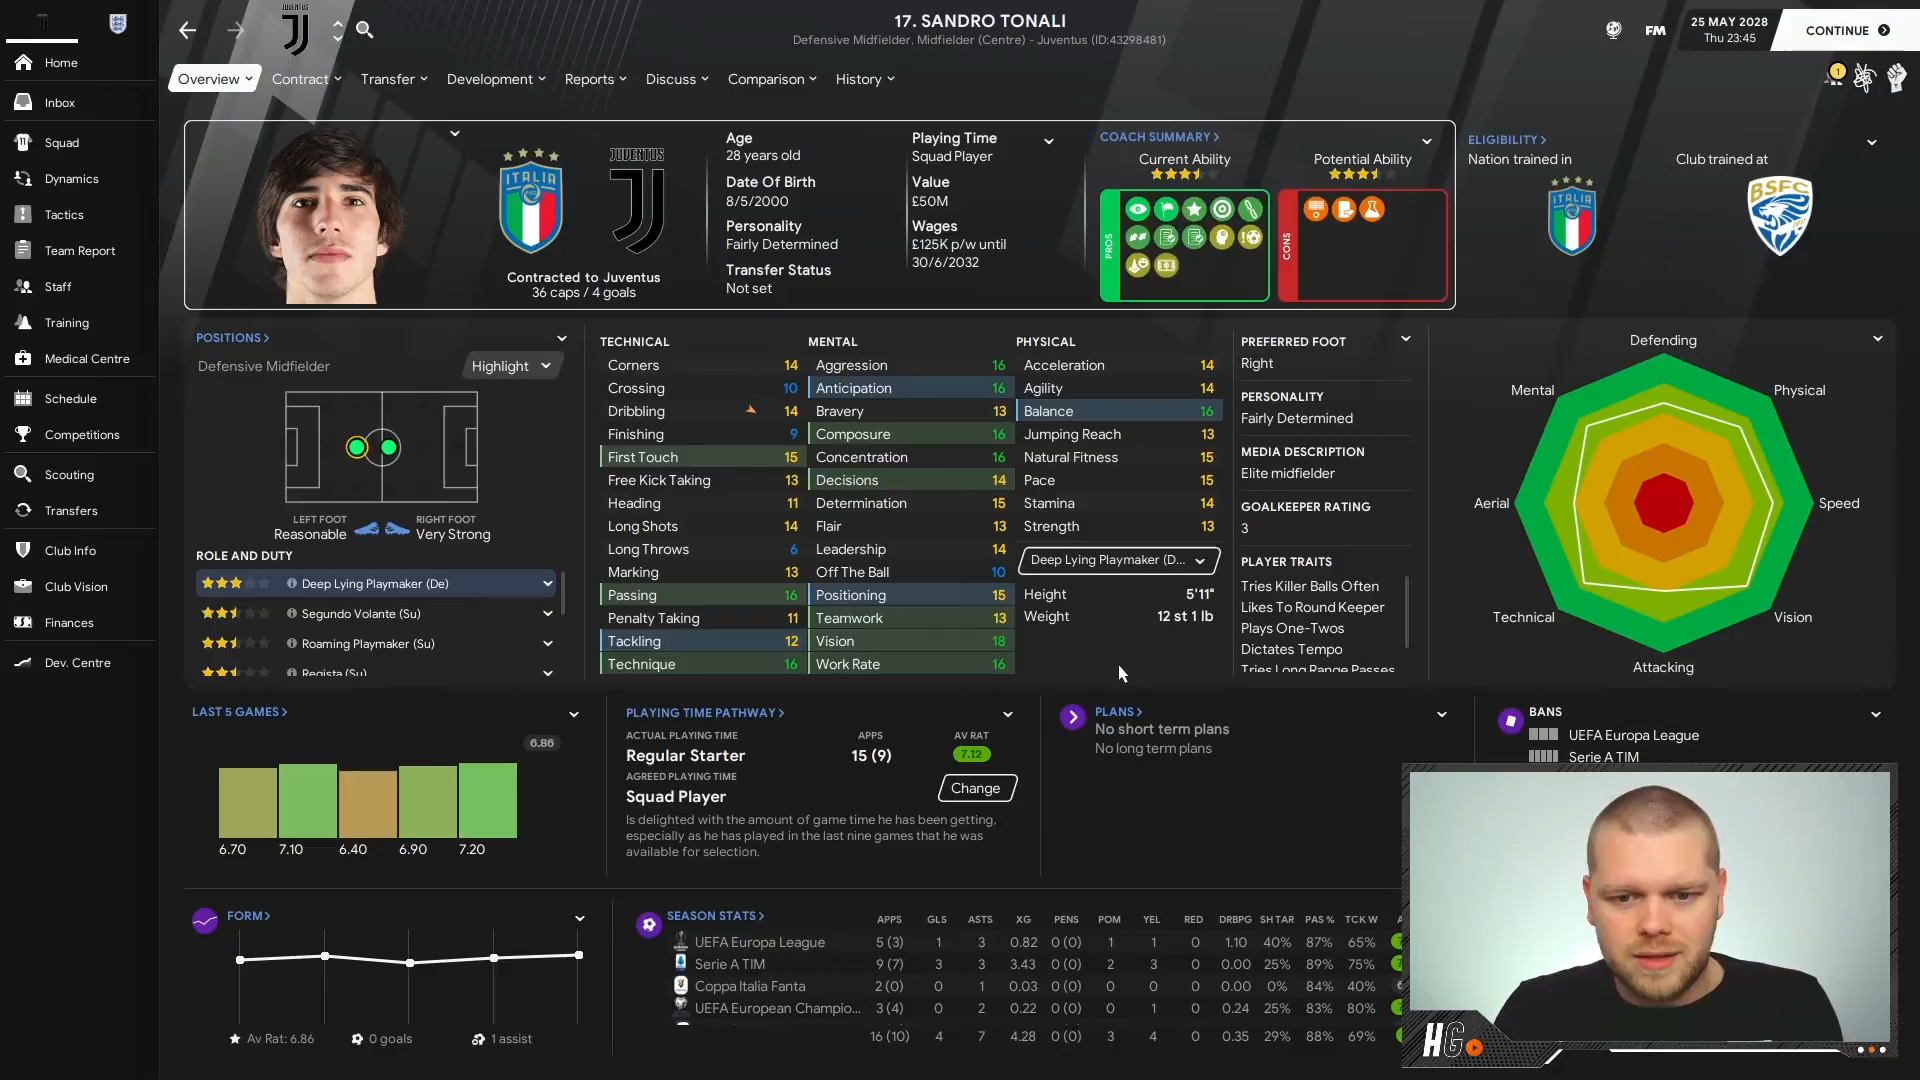 17. SANDRO TONALI
Defensive Midfielder, Midfielder (Centre) - Juventus (ID:43298481)
FM
25 MAY 2028
Thu 23:45
CONTINUE
Home
Inbox
Squad
Dynamics
Tactics
Team Report
Staff
Training
Medical Centre
Schedule
Competitions
Scouting
Transfers
Club Info
Club Vision
Finances
Dev. Centre
Overview
Contract
Transfer
Development
Reports
Discuss
Comparison
History
1
ITALIA
JUVENTUS
Contracted to Juventus
36 caps / 4 goals
Age
28 years old
Date Of Birth
8/5/2000
Personality
Fairly Determined
Transfer Status
Not set
Playing Time
Squad Player
Value
£50M
Wages
£125K p/w until
30/6/2032
COACH SUMMARY >
Current Ability
Potential Ability
PROS
CONS
ELIGIBILITY >
Nation trained in
Club trained at
ITALIA
BSFC
POSITIONS >
Defensive Midfielder
Highlight
LEFT FOOT
Reasonable
RIGHT FOOT
Very Strong
ROLE AND DUTY
Deep Lying Playmaker (De)
Segundo Volante (Su)
Roaming Playmaker (Su)
Regista (Su)
TECHNICAL
Corners 14
Crossing 10
Dribbling 14
Finishing 9
First Touch 15
Free Kick Taking 13
Heading 11
Long Shots 14
Long Throws 6
Marking 13
Passing 16
Penalty Taking 11
Tackling 12
Technique 16
MENTAL
Aggression 16
Anticipation 16
Bravery 13
Composure 16
Concentration 16
Decisions 14
Determination 15
Flair 13
Leadership 14
Off The Ball 10
Positioning 15
Teamwork 13
Vision 18
Work Rate 16
PHYSICAL
Acceleration 14
Agility 14
Balance 16
Jumping Reach 13
Natural Fitness 15
Pace 15
Stamina 14
Strength 13
Deep Lying Playmaker (D...
Height 5'11"
Weight 12 st 1 lb
PREFERRED FOOT
Right
PERSONALITY
Fairly Determined
MEDIA DESCRIPTION
Elite midfielder
GOALKEEPER RATING
3
PLAYER TRAITS
Tries Killer Balls Often
Likes To Round Keeper
Plays One-Twos
Dictates Tempo
Tries Long Range Passes
Defending
Physical
Speed
Vision
Attacking
Technical
Aerial
Mental
LAST 5 GAMES >
6.86
6.70 7.10 6.40 6.90 7.20
PLAYING TIME PATHWAY >
ACTUAL PLAYING TIME APPS AV RAT
Regular Starter 15 (9) 7.12
AGREED PLAYING TIME
Squad Player
Change
Is delighted with the amount of game time he has been getting,
especially as he has played in the last nine games that he was
available for selection.
PLANS >
No short term plans
No long term plans
BANS
UEFA Europa League
Serie A TIM
FORM >
Av Rat: 6.86
0 goals
1 assist
SEASON STATS > APPS GLS ASTS XG PENS POM YEL RED DRBPG SH TAR PAS % TCK W
UEFA Europa League 5 (3) 1 3 0.82 0 (0) 1 1 0 1.10 40% 87% 65%
Serie A TIM 9 (7) 3 3 3.43 0 (0) 2 3 0 0.00 25% 89% 75%
Coppa Italia Fanta 2 (0) 0 1 0.03 0 (0) 0 0 0 0.00 0% 84% 40%
UEFA European Champio... 3 (4) 0 2 0.22 0 (0) 0 1 0 0.24 25% 83% 80%
16 (10) 4 7 4.28 0 (0) 3 4 0 0.35 29% 88% 69%
HG